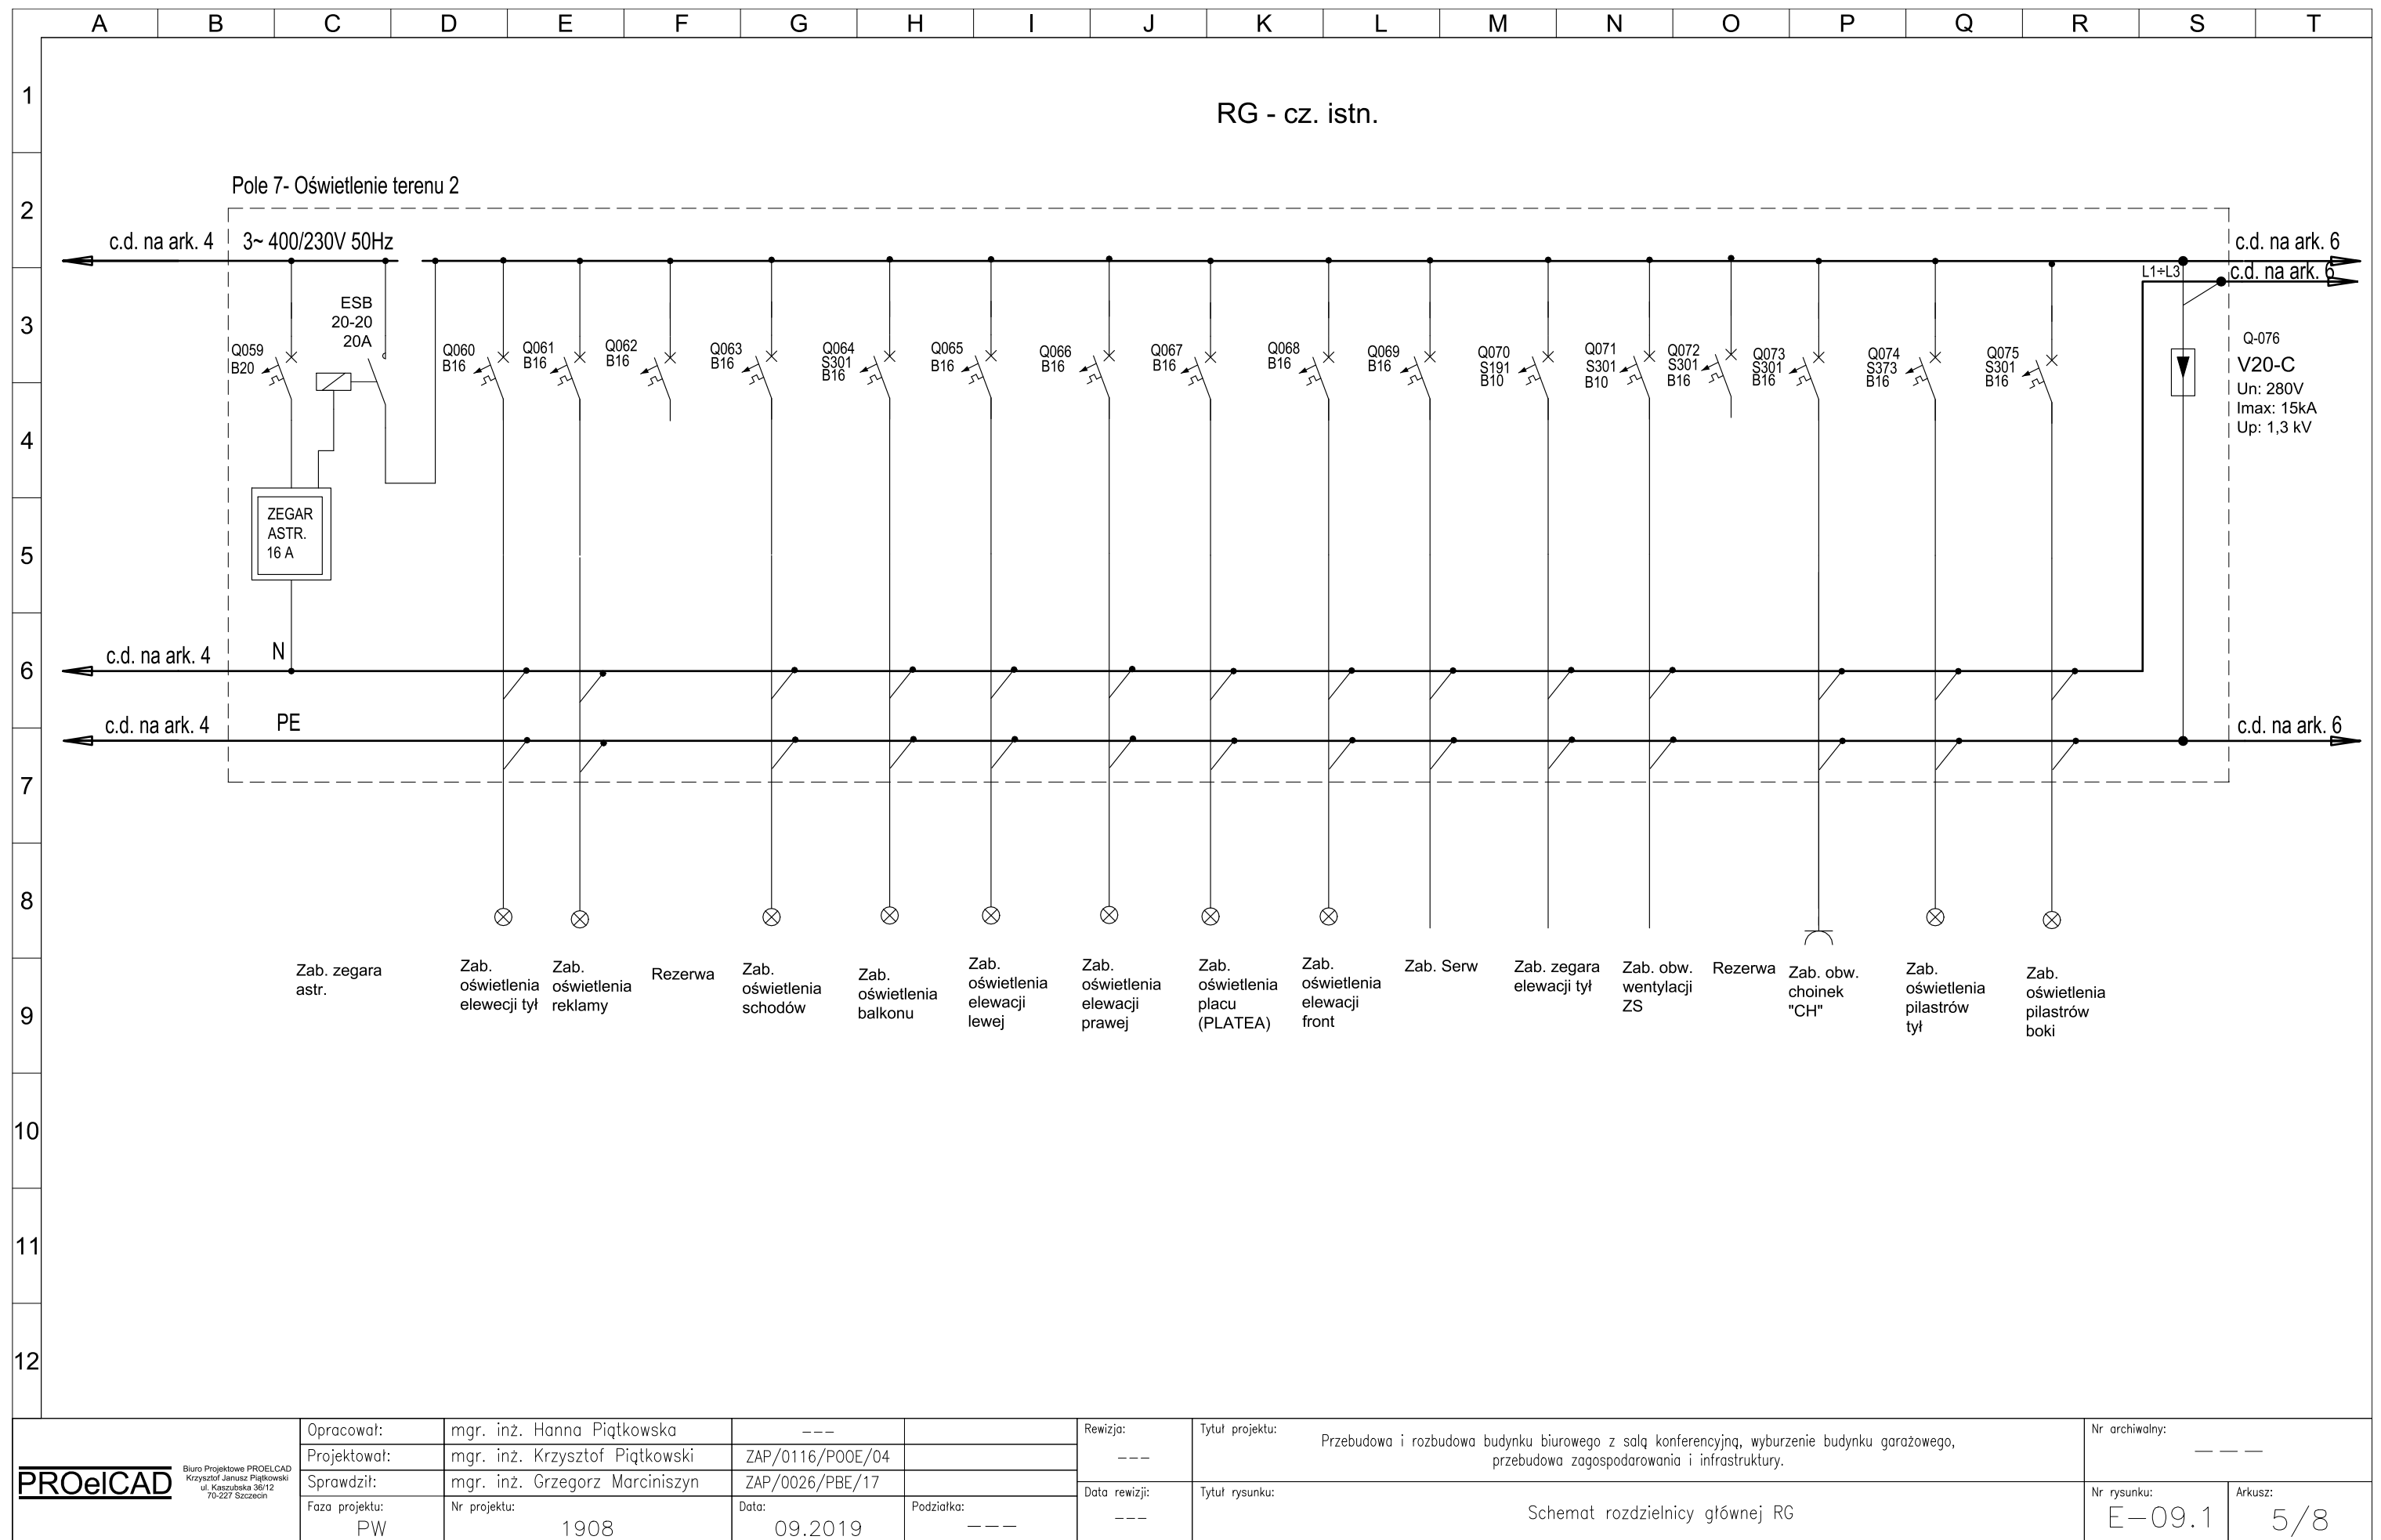 A B C D E F G H I J K L M N O P Q R S T
1
2
3
4
5
6
7
8
9
10
11
12
RG - cz. istn.
Pole 7- Oświetlenie terenu 2
c.d. na ark. 4
3~ 400/230V 50Hz
c.d. na ark. 6
L1÷L3
c.d. na ark. 6
ESB
20-20
20A
Q059
B20
Q060
B16
Q061
B16
Q062
B16
Q063
B16
Q064
S301
B16
Q065
B16
Q066
B16
Q067
B16
Q068
B16
Q069
B16
Q070
S191
B10
Q071
S301
B10
Q072
S301
B16
Q073
S301
B16
Q074
S373
B16
Q075
S301
B16
Q-076
V20-C
Un: 280V
Imax: 15kA
Up: 1,3 kV
ZEGAR
ASTR.
16 A
c.d. na ark. 4
N
c.d. na ark. 4
PE
c.d. na ark. 6
Zab. zegara
astr.
Zab.
oświetlenia
elewecji tył
Zab.
oświetlenia
reklamy
Rezerwa
Zab.
oświetlenia
schodów
Zab.
oświetlenia
balkonu
Zab.
oświetlenia
elewacji
lewej
Zab.
oświetlenia
elewacji
prawej
Zab.
oświetlenia
placu
(PLATEA)
Zab.
oświetlenia
elewacji
front
Zab. Serw
Zab. zegara
elewacji tył
Zab. obw.
wentylacji
ZS
Rezerwa
Zab. obw.
choinek
"CH"
Zab.
oświetlenia
pilastrów
tył
Zab.
oświetlenia
pilastrów
boki
PROelCAD
Biuro Projektowe PROELCAD
Krzysztof Janusz Piątkowski
ul. Kaszubska 36/12
70-227 Szczecin
Opracował: mgr. inż. Hanna Piątkowska ---
Projektował: mgr. inż. Krzysztof Piątkowski ZAP/0116/POOE/04
Sprawdził: mgr. inż. Grzegorz Marciniszyn ZAP/0026/PBE/17
Faza projektu:
PW
Nr projektu:
1908
Data:
09.2019
Podziałka:
---
Rewizja:
---
Data rewizji:
---
Tytuł projektu:
Przebudowa i rozbudowa budynku biurowego z salą konferencyjną, wyburzenie budynku garażowego,
przebudowa zagospodarowania i infrastruktury.
Tytuł rysunku:
Schemat rozdzielnicy głównej RG
Nr archiwalny:
---
Nr rysunku:
E-09.1
Arkusz:
5/8